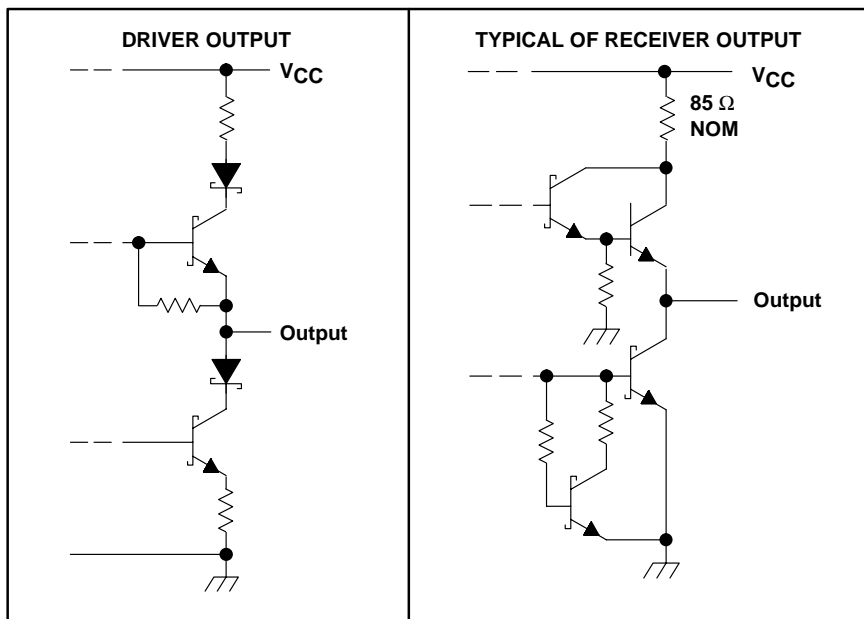 DRIVER OUTPUT
VCC
Output
TYPICAL OF RECEIVER OUTPUT
VCC
85 Ω
NOM
Output